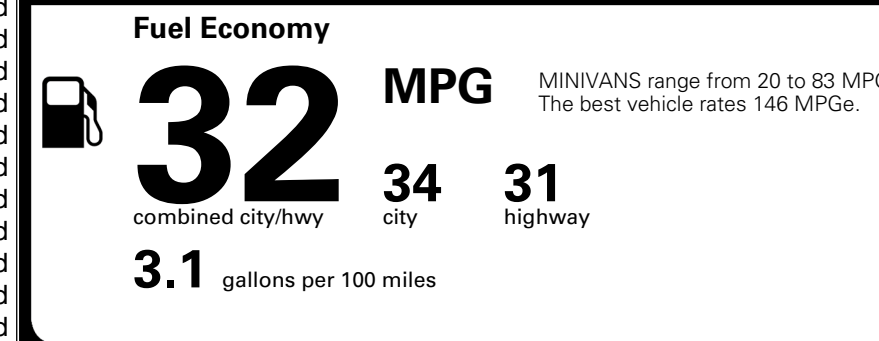 Fuel Economy
32 MPG
MINIVANS range from 20 to 83 MPG
The best vehicle rates 146 MPGe.
34 31
combined city/hwy city highway
3.1 gallons per 100 miles
d
d
d
d
d
d
d
d
d
d
d